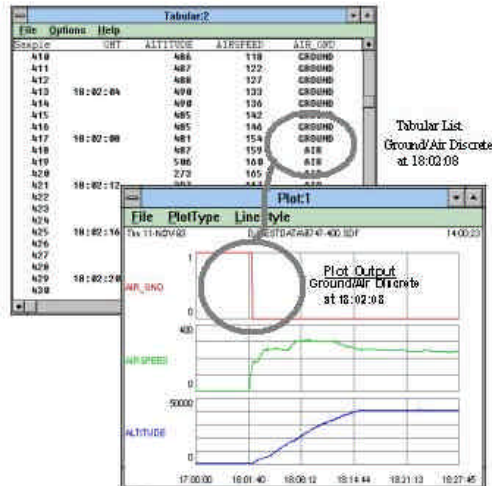 Tabular:2
File Options Help
Sample GMT ALTITUDE AIRSPEED AIR_GND
410 486 118 GROUND
411 487 122 GROUND
412 488 127 GROUND
413 18:02:04 490 133 GROUND
414 490 136 GROUND
415 485 142 GROUND
416 485 146 GROUND
417 18:02:08 481 154 GROUND
418 487 159 AIR
419 506 160 AIR
420 273 165 AIR
421 18:02:12
422
423
424
425 18:02:16
426
427
428
429 18:02:20
430
Tabular List
Ground/Air Discrete
at 18:02:08
Plot:1
File PlotType Linestyle
Thu 11-NOV-93 14:00:23
1
AIR_GND
0
Plot Output
Ground/Air Discrete
at 18:02:08
400
AIRSPEED
0
50000
ALTITUDE
0
17:00:00 18:01:40 18:08:12 18:14:44 18:21:13 18:27:45